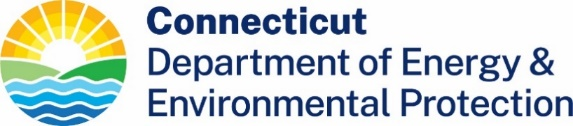 Connecticut
Department of Energy &
Environmental Protection